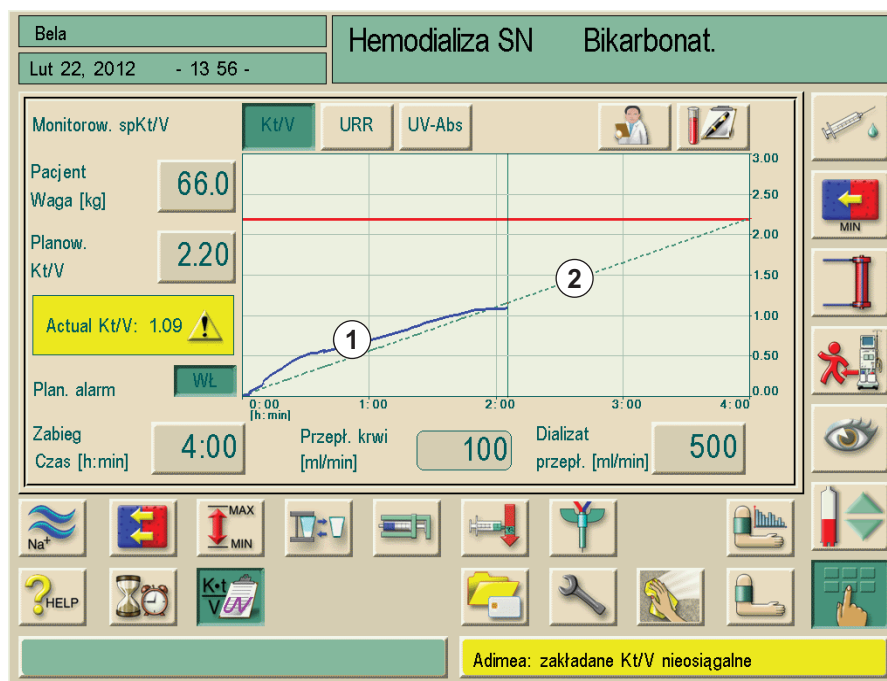 Bela
Hemodializa SN Bikarbonat.
Lut 22, 2012 - 13 56 -
Monitorow. spKt/V
Kt/V URR UV-Abs
Pacjent
Waga [kg]
66.0
Planow.
Kt/V
2.20
Actual Kt/V: 1.09
Plan. alarm
WŁ
3.00
2.50
2.00
1.50
1.00
0.50
0.00
1
2
0:00 1:00 2:00 3:00 4:00
[h:min]
Zabieg
Czas [h:min]
4:00
Przepł. krwi
[ml/min]
100
Dializat
przepł. [ml/min]
500
MIN
Na+
MAX
MIN
HELP
K•t
V UV
Adimea: zakładane Kt/V nieosiągalne